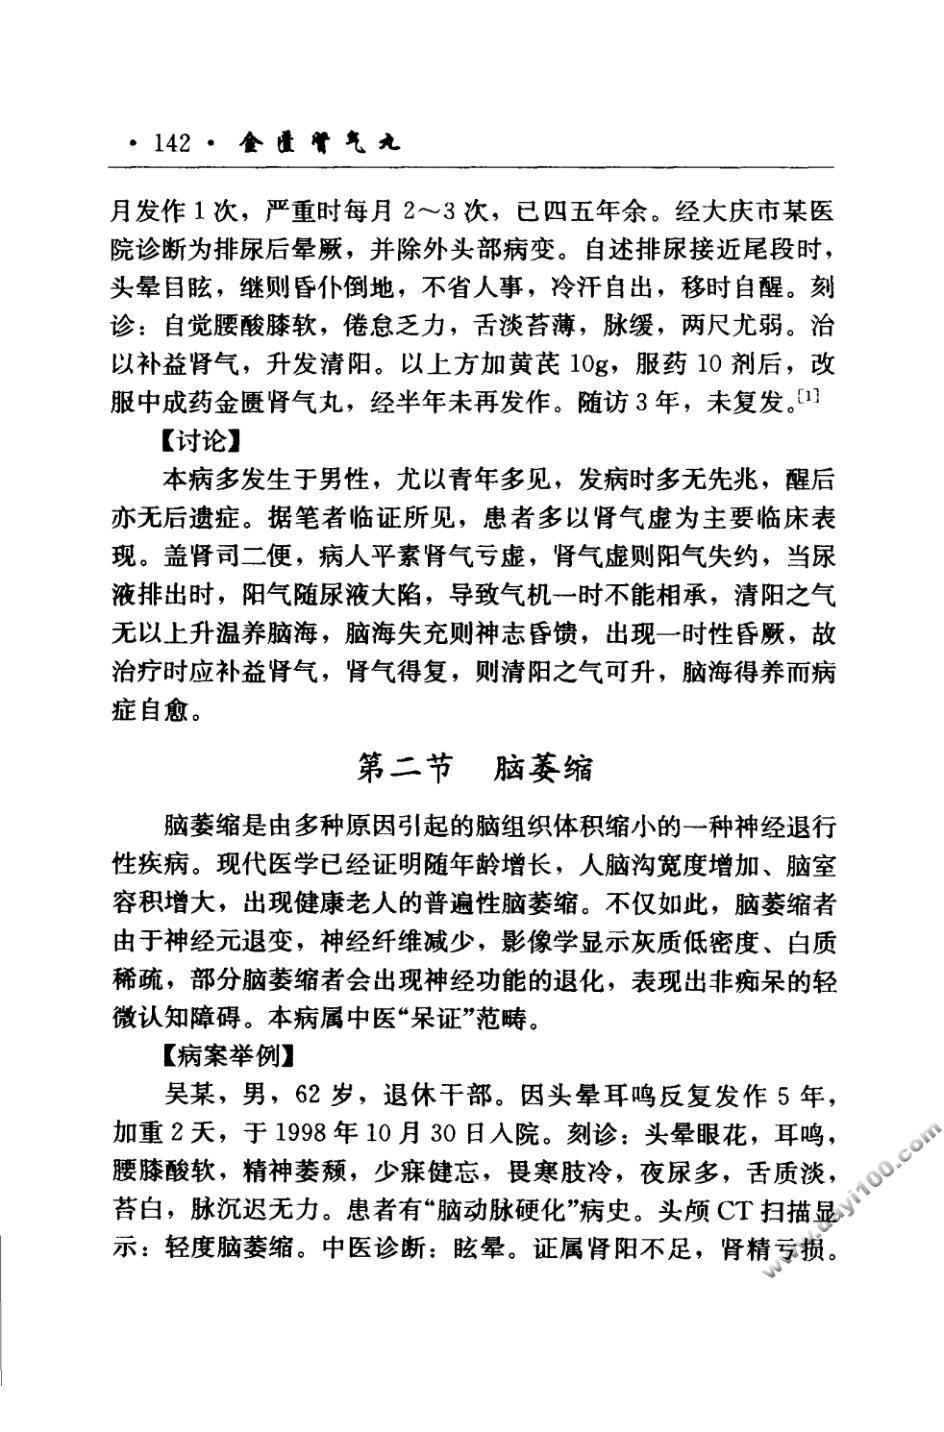 ·142· 金匮肾气丸
月发作1次，严重时每月2～3次，已四五年余。经大庆市某医
院诊断为排尿后晕厥，并除外头部病变。自述排尿接近尾段时，
头晕目眩，继则昏仆倒地，不省人事，冷汗自出，移时自醒。刻
诊：自觉腰酸膝软，倦怠乏力，舌淡苔薄，脉缓，两尺尤弱。治
以补益肾气，升发清阳。以上方加黄芪10g，服药10剂后，改
服中成药金匮肾气丸，经半年未再发作。随访3年，未复发。[1]
【讨论】
本病多发生于男性，尤以青年多见，发病时多无先兆，醒后
亦无后遗症。据笔者临证所见，患者多以肾气虚为主要临床表
现。盖肾司二便，病人平素肾气亏虚，肾气虚则阳气失约，当尿
液排出时，阳气随尿液大陷，导致气机一时不能相承，清阳之气
无以上升温养脑海，脑海失充则神志昏愦，出现一时性昏厥，故
治疗时应补益肾气，肾气得复，则清阳之气可升，脑海得养而病
症自愈。
第二节 脑萎缩
脑萎缩是由多种原因引起的脑组织体积缩小的一种神经退行
性疾病。现代医学已经证明随年龄增长，人脑沟宽度增加、脑室
容积增大，出现健康老人的普遍性脑萎缩。不仅如此，脑萎缩者
由于神经元退变，神经纤维减少，影像学显示灰质低密度、白质
稀疏，部分脑萎缩者会出现神经功能的退化，表现出非痴呆的轻
微认知障碍。本病属中医“呆证”范畴。
【病案举例】
吴某，男，62岁，退休干部。因头晕耳鸣反复发作5年，
加重2天，于1998年10月30日入院。刻诊：头晕眼花，耳鸣，
腰膝酸软，精神萎颓，少寐健忘，畏寒肢冷，夜尿多，舌质淡，
苔白，脉沉迟无力。患者有“脑动脉硬化”病史。头颅CT扫描显
示：轻度脑萎缩。中医诊断：眩晕。证属肾阳不足，肾精亏损。
www.dayi100.com